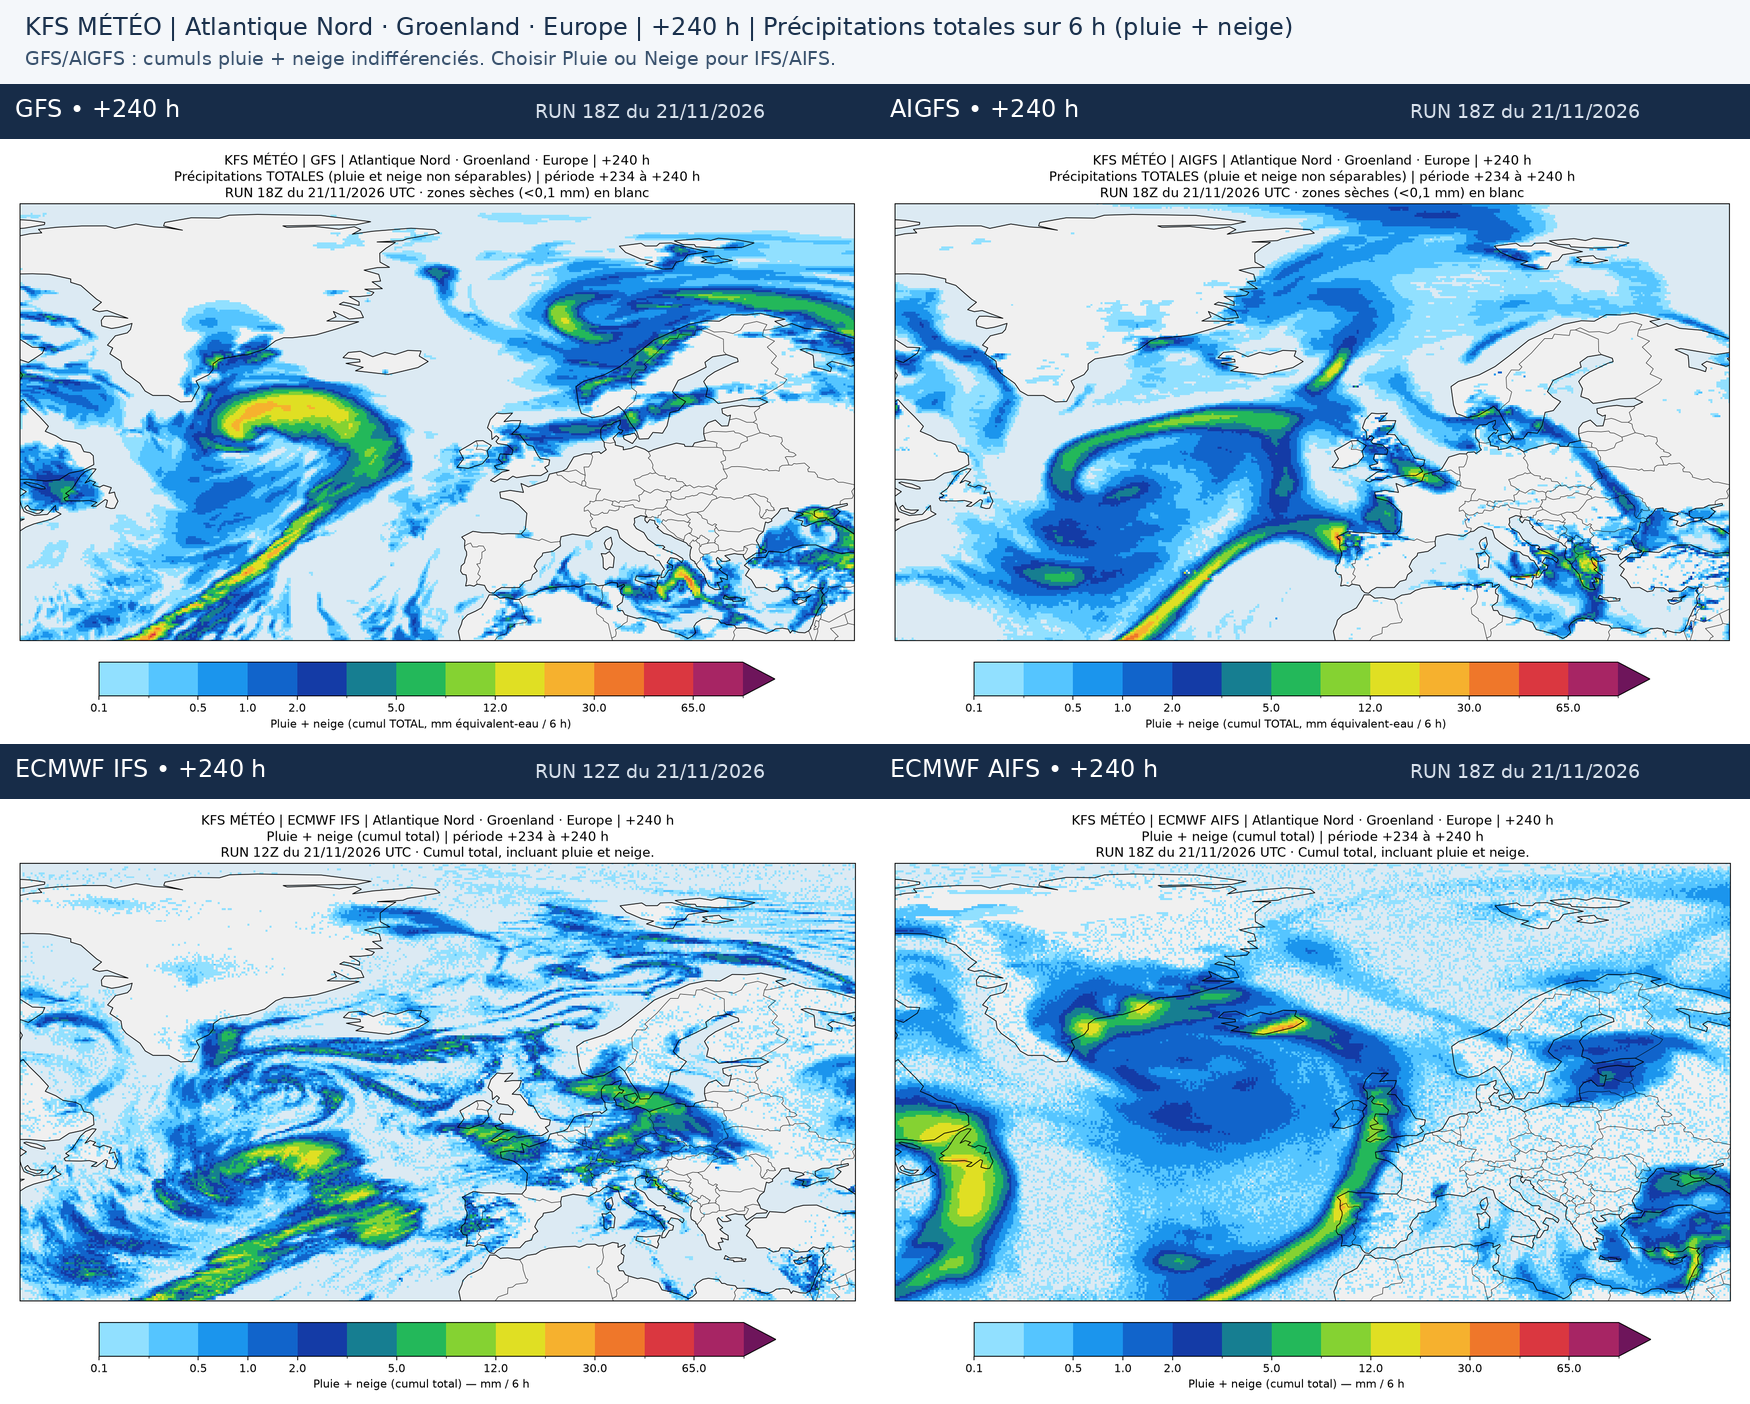 KFS MÉTÉO | Atlantique Nord · Groenland · Europe | +240 h | Précipitations totales sur 6 h (pluie + neige)
GFS/AIGFS : cumuls pluie + neige indifférenciés. Choisir Pluie ou Neige pour IFS/AIFS.
GFS • +240 h
RUN 18Z du 21/11/2026
KFS MÉTÉO | GFS | Atlantique Nord · Groenland · Europe | +240 h
Précipitations TOTALES (pluie et neige non séparables) | période +234 à +240 h
RUN 18Z du 21/11/2026 UTC · zones sèches (<0,1 mm) en blanc
0.1 0.5 1.0 2.0 5.0 12.0 30.0 65.0
Pluie + neige (cumul TOTAL, mm équivalent-eau / 6 h)
AIGFS • +240 h
RUN 18Z du 21/11/2026
KFS MÉTÉO | AIGFS | Atlantique Nord · Groenland · Europe | +240 h
Précipitations TOTALES (pluie et neige non séparables) | période +234 à +240 h
RUN 18Z du 21/11/2026 UTC · zones sèches (<0,1 mm) en blanc
0.1 0.5 1.0 2.0 5.0 12.0 30.0 65.0
Pluie + neige (cumul TOTAL, mm équivalent-eau / 6 h)
ECMWF IFS • +240 h
RUN 12Z du 21/11/2026
KFS MÉTÉO | ECMWF IFS | Atlantique Nord · Groenland · Europe | +240 h
Pluie + neige (cumul total) | période +234 à +240 h
RUN 12Z du 21/11/2026 UTC · Cumul total, incluant pluie et neige.
0.1 0.5 1.0 2.0 5.0 12.0 30.0 65.0
Pluie + neige (cumul total) — mm / 6 h
ECMWF AIFS • +240 h
RUN 18Z du 21/11/2026
KFS MÉTÉO | ECMWF AIFS | Atlantique Nord · Groenland · Europe | +240 h
Pluie + neige (cumul total) | période +234 à +240 h
RUN 18Z du 21/11/2026 UTC · Cumul total, incluant pluie et neige.
0.1 0.5 1.0 2.0 5.0 12.0 30.0 65.0
Pluie + neige (cumul total) — mm / 6 h